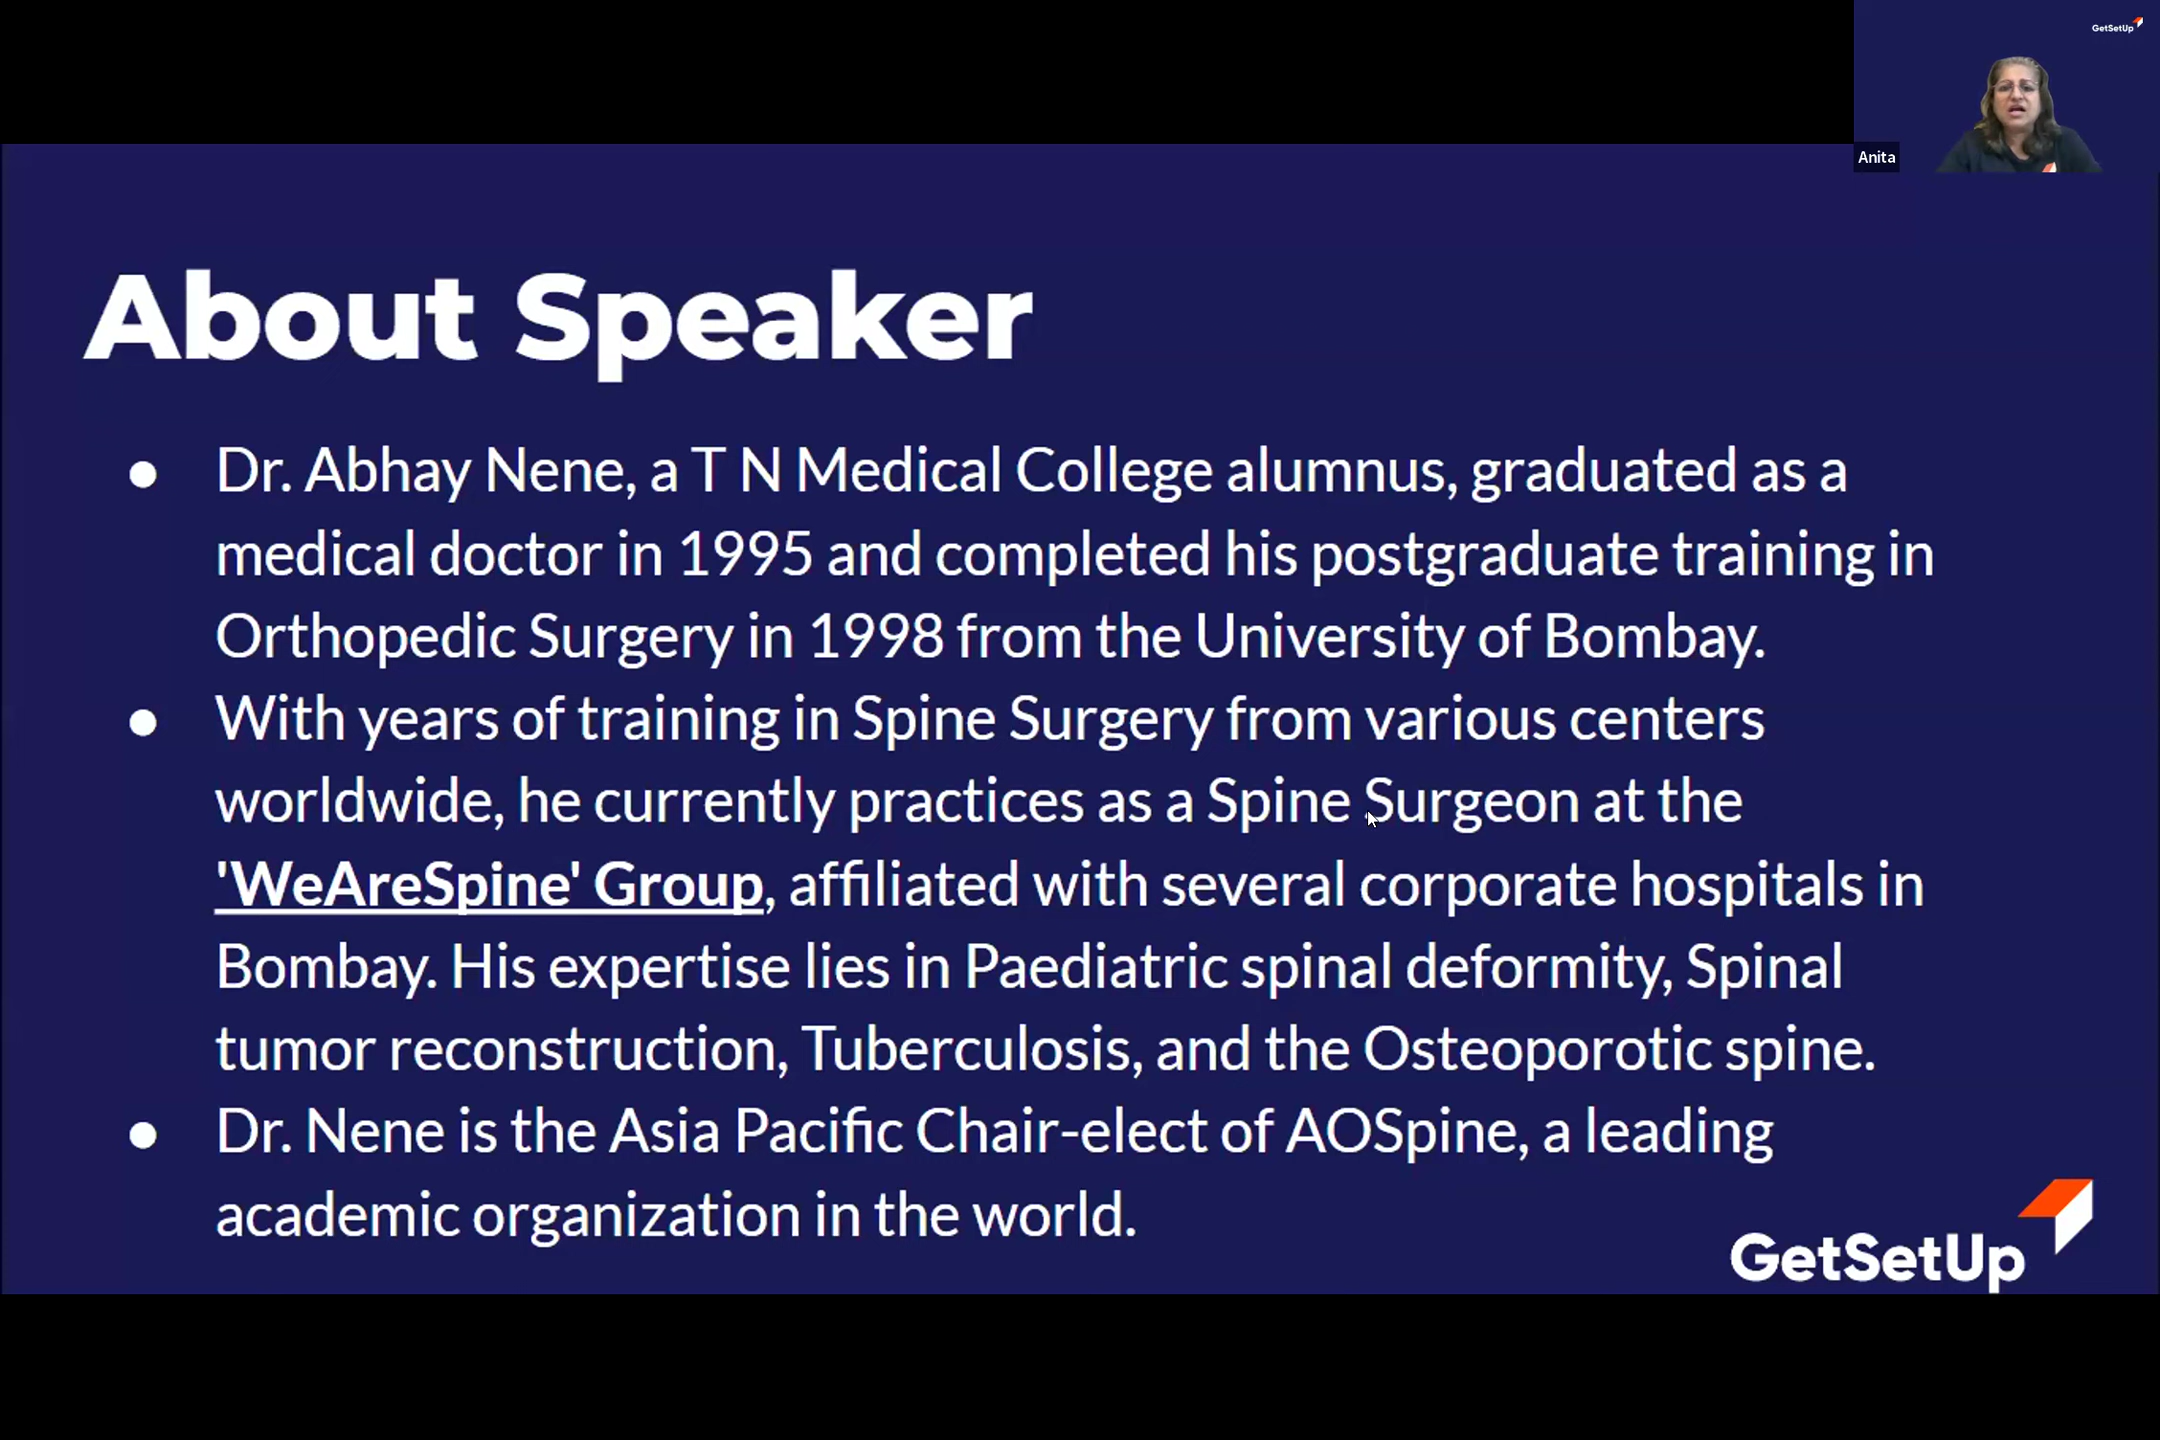 GetSetUp
Anita
About Speaker
● Dr. Abhay Nene, a T N Medical College alumnus, graduated as a
medical doctor in 1995 and completed his postgraduate training in
Orthopedic Surgery in 1998 from the University of Bombay.
● With years of training in Spine Surgery from various centers
worldwide, he currently practices as a Spine Surgeon at the
'WeAreSpine' Group, affiliated with several corporate hospitals in
Bombay. His expertise lies in Paediatric spinal deformity, Spinal
tumor reconstruction, Tuberculosis, and the Osteoporotic spine.
● Dr. Nene is the Asia Pacific Chair-elect of AOSpine, a leading
academic organization in the world.
GetSetUp